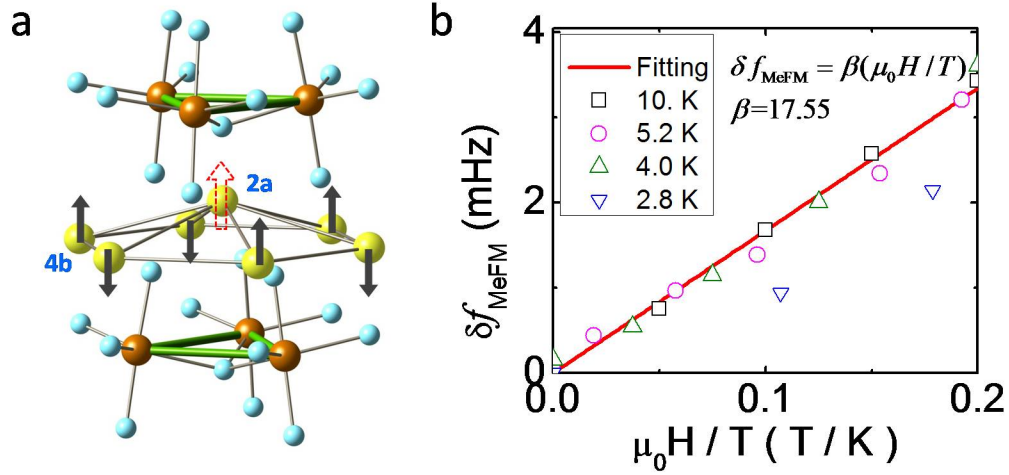 a
2a
4b
b
4
2
0
δf_MeFM (mHz)
Fitting
10. K
5.2 K
4.0 K
2.8 K
δf_MeFM = β(μ₀H/T)
β=17.55
0.0 0.1 0.2
μ₀H / T ( T / K )